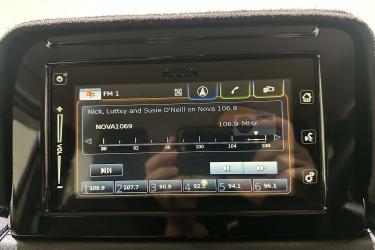 FM 1
Nick, Luttsy and Susie O'Neill on Nova 106.9
NOVA1069
106.9 MHz
88 92 96 100 104 108
VOL
1 106.9 2 107.7 3 90.9 4 92.5 5 94.1 6 96.1